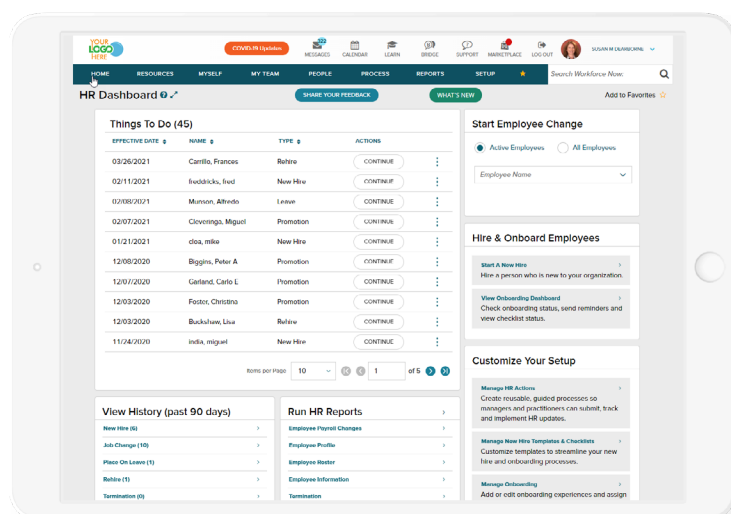 YOUR
LOGO
HERE
COVID-19 Updates
322
MESSAGES
CALENDAR
LEARN
BRIDGE
SUPPORT
MARKETPLACE
LOG OUT
SUSAN M DEARBORNE
HOME RESOURCES MYSELF MY TEAM PEOPLE PROCESS REPORTS SETUP
Search Workforce Now.
HR Dashboard
SHARE YOUR FEEDBACK
WHAT'S NEW
Add to Favorites
Things To Do (45)
EFFECTIVE DATE NAME TYPE ACTIONS
03/26/2021 Carrillo, Frances Rehire CONTINUE
02/11/2021 freddricks, fred New Hire CONTINUE
02/08/2021 Munson, Alfredo Leave CONTINUE
02/07/2021 Cleveringa, Miguel Promotion CONTINUE
01/21/2021 cloa, mike New Hire CONTINUE
12/08/2020 Biggins, Peter A Promotion CONTINUE
12/07/2020 Garland, Carlo E Promotion CONTINUE
12/03/2020 Foster, Christina Promotion CONTINUE
12/03/2020 Buckshaw, Lisa Rehire CONTINUE
11/24/2020 india, miguel New Hire CONTINUE
Items per Page 10 1 of 5
Start Employee Change
Active Employees All Employees
Employee Name
Hire & Onboard Employees
Start A New Hire
Hire a person who is new to your organization.
View Onboarding Dashboard
Check onboarding status, send reminders and
view checklist status.
Customize Your Setup
Manage HR Actions
Create reusable, guided processes so
managers and practitioners can submit, track
and implement HR updates.
Manage New Hire Templates & Checklists
Customize templates to streamline your new
hire and onboarding processes.
Manage Onboarding
Add or edit onboarding experiences and assign
View History (past 90 days)
New Hire (6)
Job Change (10)
Place On Leave (1)
Rehire (1)
Termination (0)
Run HR Reports
Employee Payroll Changes
Employee Profile
Employee Roster
Employee Information
Termination